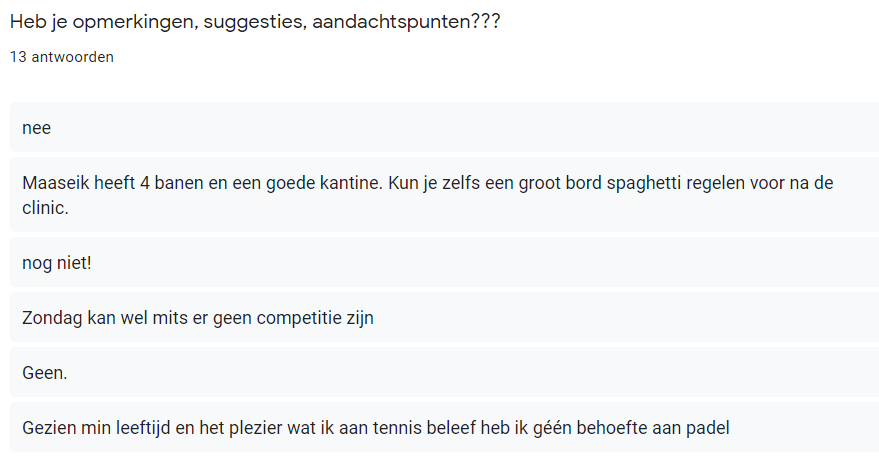 Heb je opmerkingen, suggesties, aandachtspunten???
13 antwoorden
nee
Maaseik heeft 4 banen en een goede kantine. Kun je zelfs een groot bord spaghetti regelen voor na de
clinic.
nog niet!
Zondag kan wel mits er geen competitie zijn
Geen.
Gezien min leeftijd en het plezier wat ik aan tennis beleef heb ik géén behoefte aan padel